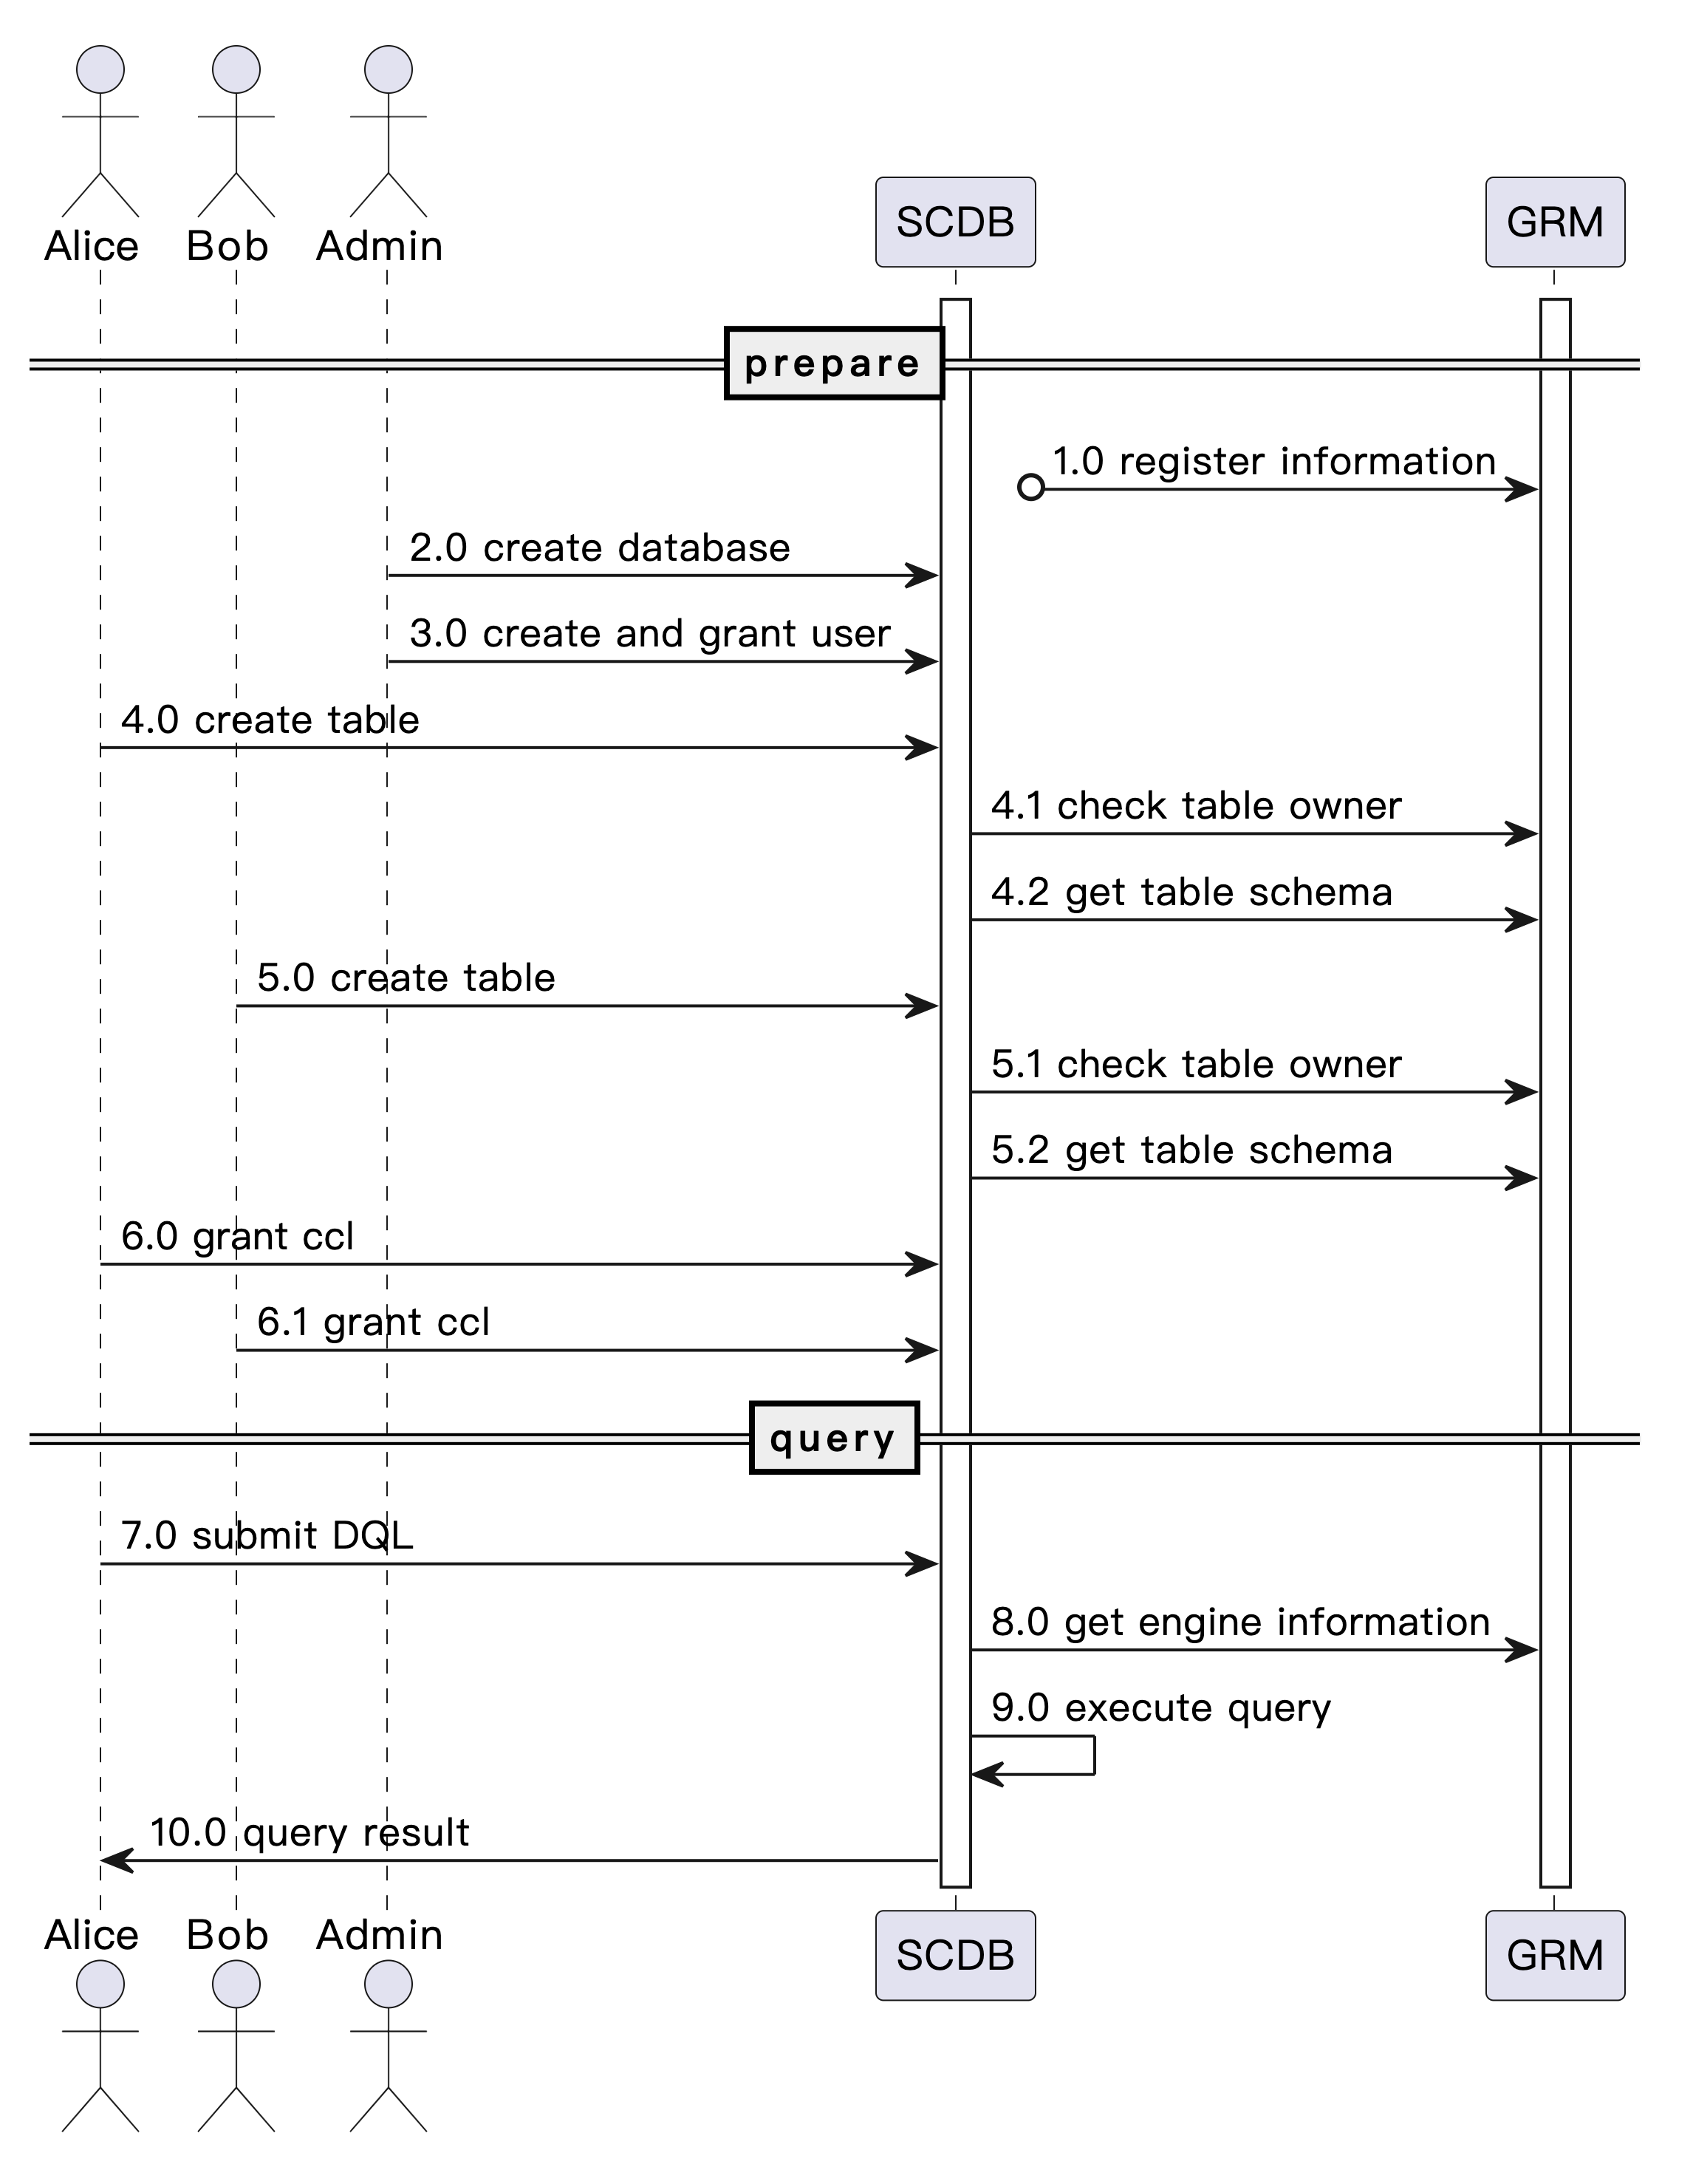 Alice Bob Admin SCDB GRM
prepare
1.0 register information
2.0 create database
3.0 create and grant user
4.0 create table
4.1 check table owner
4.2 get table schema
5.0 create table
5.1 check table owner
5.2 get table schema
6.0 grant ccl
6.1 grant ccl
query
7.0 submit DQL
8.0 get engine information
9.0 execute query
10.0 query result
Alice Bob Admin SCDB GRM